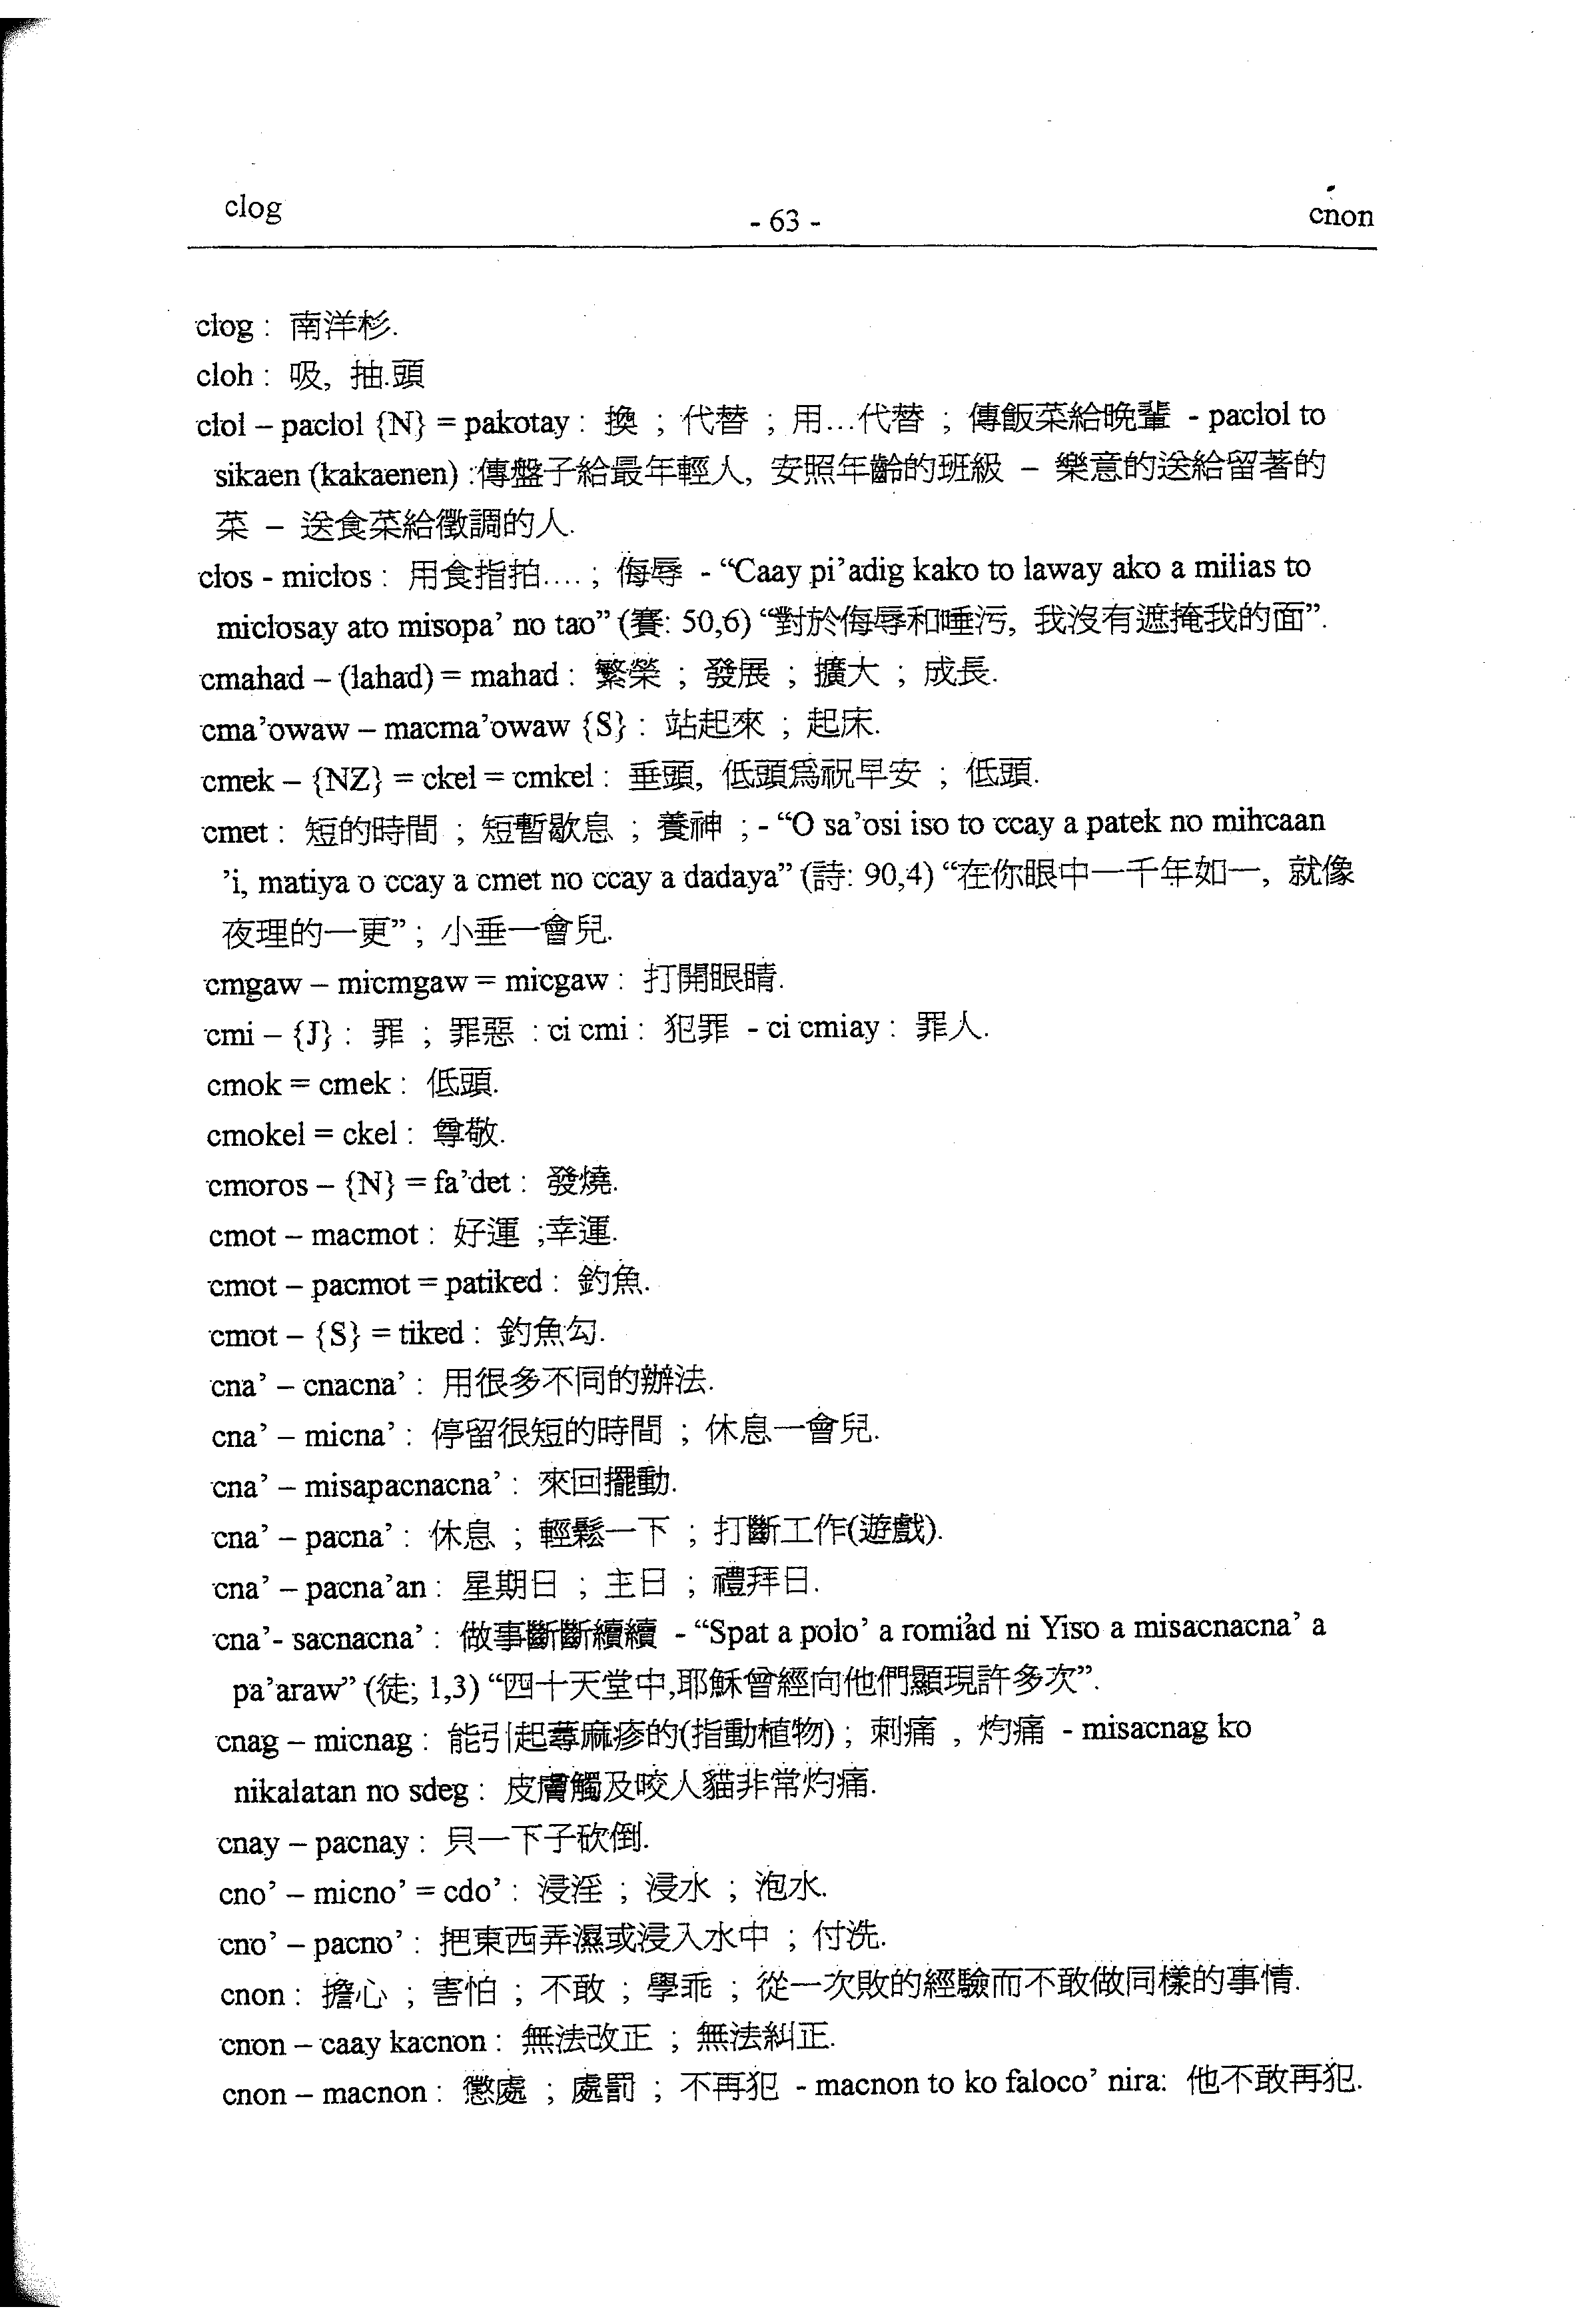 clog
- 63 -
cnon
clog : 南洋杉.
cloh : 吸, 抽.頭
clol – paclol {N} = pakotay : 換 ; 代替 ; 用...代替 ; 傳飯菜給晚輩 - paclol to
sikaen (kakaenen) :傳盤子給最年輕人, 安照年齡的班級 – 樂意的送給留著的
菜 – 送食菜給徵調的人.
clos - miclos : 用食指拍.... ; 侮辱 - “Caay pi’adig kako to laway ako a milias to
miclosay ato misopa’ no tao” (賽: 50,6) “對於侮辱和唾污, 我沒有遮掩我的面”.
cmahad – (lahad) = mahad : 繁榮 ; 發展 ; 擴大 ; 成長.
cma’owaw – macma’owaw {S} : 站起來 ; 起床.
cmek – {NZ} = ckel = cmkel : 垂頭, 低頭爲祝早安 ; 低頭.
cmet : 短的時間 ; 短暫歇息 ; 養神 ; - “O sa’osi iso to ccay a patek no mihcaan
’i, matiya o ccay a cmet no ccay a dadaya” (詩: 90,4) “在你眼中一千年如一, 就像
夜理的一更” ; 小垂一會兒.
cmgaw – micmgaw = micgaw : 打開眼睛.
cmi – {J} : 罪 ; 罪惡 : ci cmi : 犯罪 - ci cmiay : 罪人.
cmok = cmek : 低頭.
cmokel = ckel : 尊敬.
cmoros – {N} = fa’det : 發燒.
cmot – macmot : 好運 ;幸運.
cmot – pacmot = patiked : 釣魚.
cmot – {S} = tiked : 釣魚勾.
cna’ – cnacna’ : 用很多不同的辦法.
cna’ – micna’ : 停留很短的時間 ; 休息一會兒.
cna’ – misapacnacna’ : 來回擺動.
cna’ – pacna’ : 休息 ; 輕鬆一下 ; 打斷工作(遊戲).
cna’ – pacna’an : 星期日 ; 主日 ; 禮拜日.
cna’- sacnacna’ : 做事斷斷續續 - “Spat a polo’ a romi’ad ni Yiso a misacnacna’ a
pa’araw” (徒; 1,3) “四十天堂中,耶穌曾經向他們顯現許多次”.
cnag – micnag : 能引起蕁麻疹的(指動植物) ; 刺痛 , 灼痛 - misacnag ko
nikalatan no sdeg : 皮膚觸及咬人貓非常灼痛.
cnay – pacnay : 只一下子砍倒.
cno’ – micno’ = cdo’ : 浸淫 ; 浸水 ; 泡水.
cno’ – pacno’ : 把東西弄濕或浸入水中 ; 付洗.
cnon : 擔心 ; 害怕 ; 不敢 ; 學乖 ; 從一次敗的經驗而不敢做同樣的事情.
cnon – caay kacnon : 無法改正 ; 無法糾正.
cnon – macnon : 懲處 ; 處罰 ; 不再犯 - macnon to ko faloco’ nira: 他不敢再犯.